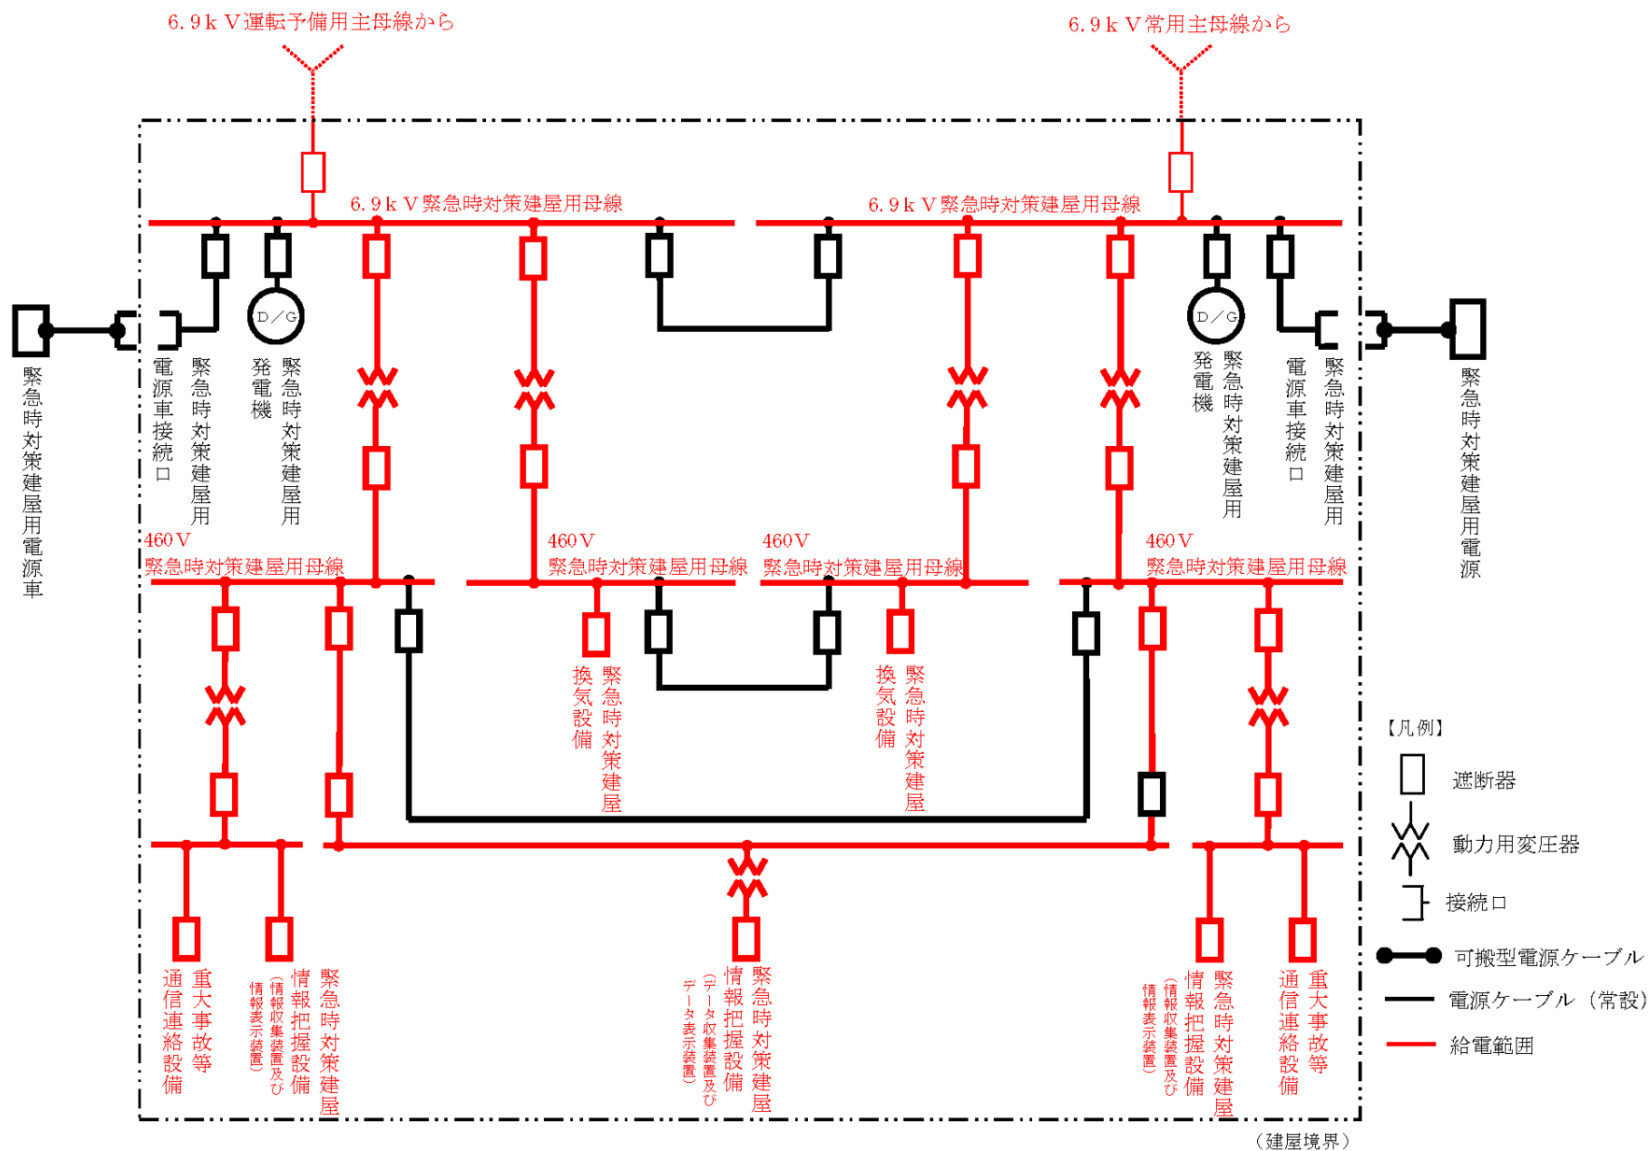 6.9kV運転予備用主母線から
6.9kV常用主母線から
6.9kV緊急時対策建屋用母線
6.9kV緊急時対策建屋用母線
D/G
D/G
緊急時対策建屋用電源車
緊急時対策建屋用
電源車接続口
緊急時対策建屋用
発電機
緊急時対策建屋用
発電機
緊急時対策建屋用
電源車接続口
緊急時対策建屋用電源
460V
緊急時対策建屋用母線
460V
緊急時対策建屋用母線
460V
緊急時対策建屋用母線
460V
緊急時対策建屋用母線
緊急時対策建屋
換気設備
緊急時対策建屋
換気設備
重大事故等
通信連絡設備
緊急時対策建屋
情報把握設備
(情報収集装置及び
情報表示装置)
緊急時対策建屋
情報把握設備
(データ収集装置及び
データ表示装置)
緊急時対策建屋
情報把握設備
(情報収集装置及び
情報表示装置)
重大事故等
通信連絡設備
【凡例】
遮断器
動力用変圧器
接続口
可搬型電源ケーブル
電源ケーブル(常設)
給電範囲
(建屋境界)